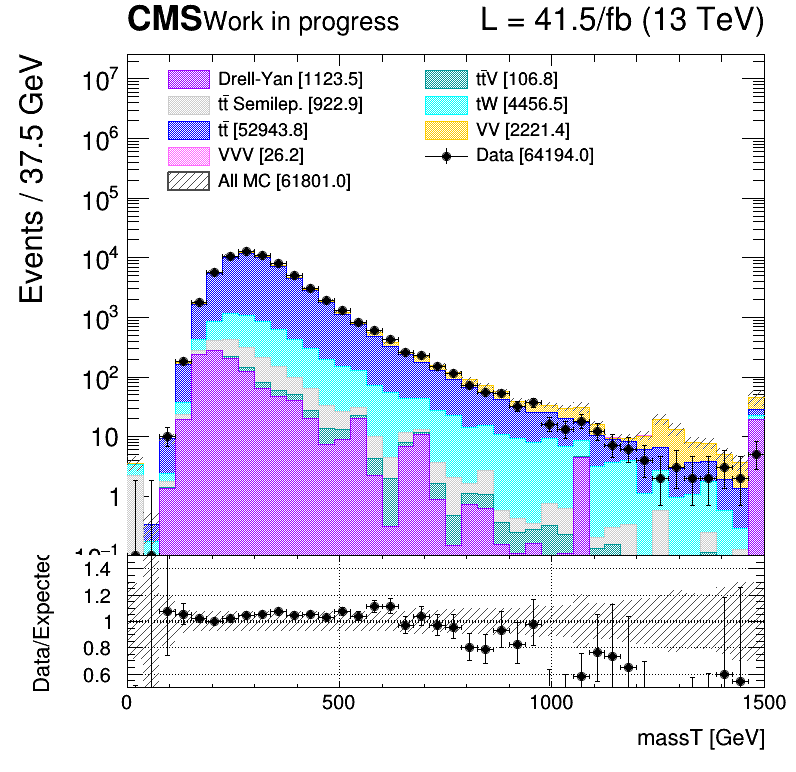 CMS Work in progress L = 41.5/fb (13 TeV)
Events / 37.5 GeV
10⁷
10⁶
10⁵
10⁴
10³
10²
10
1
10⁻¹
Drell-Yan [1123.5]
tt̄ Semilep. [922.9]
tt̄ [52943.8]
VVV [26.2]
All MC [61801.0]
tt̄V [106.8]
tW [4456.5]
VV [2221.4]
Data [64194.0]
Data/Expected
1.4
1.2
1
0.8
0.6
0 500 1000 1500
massT [GeV]